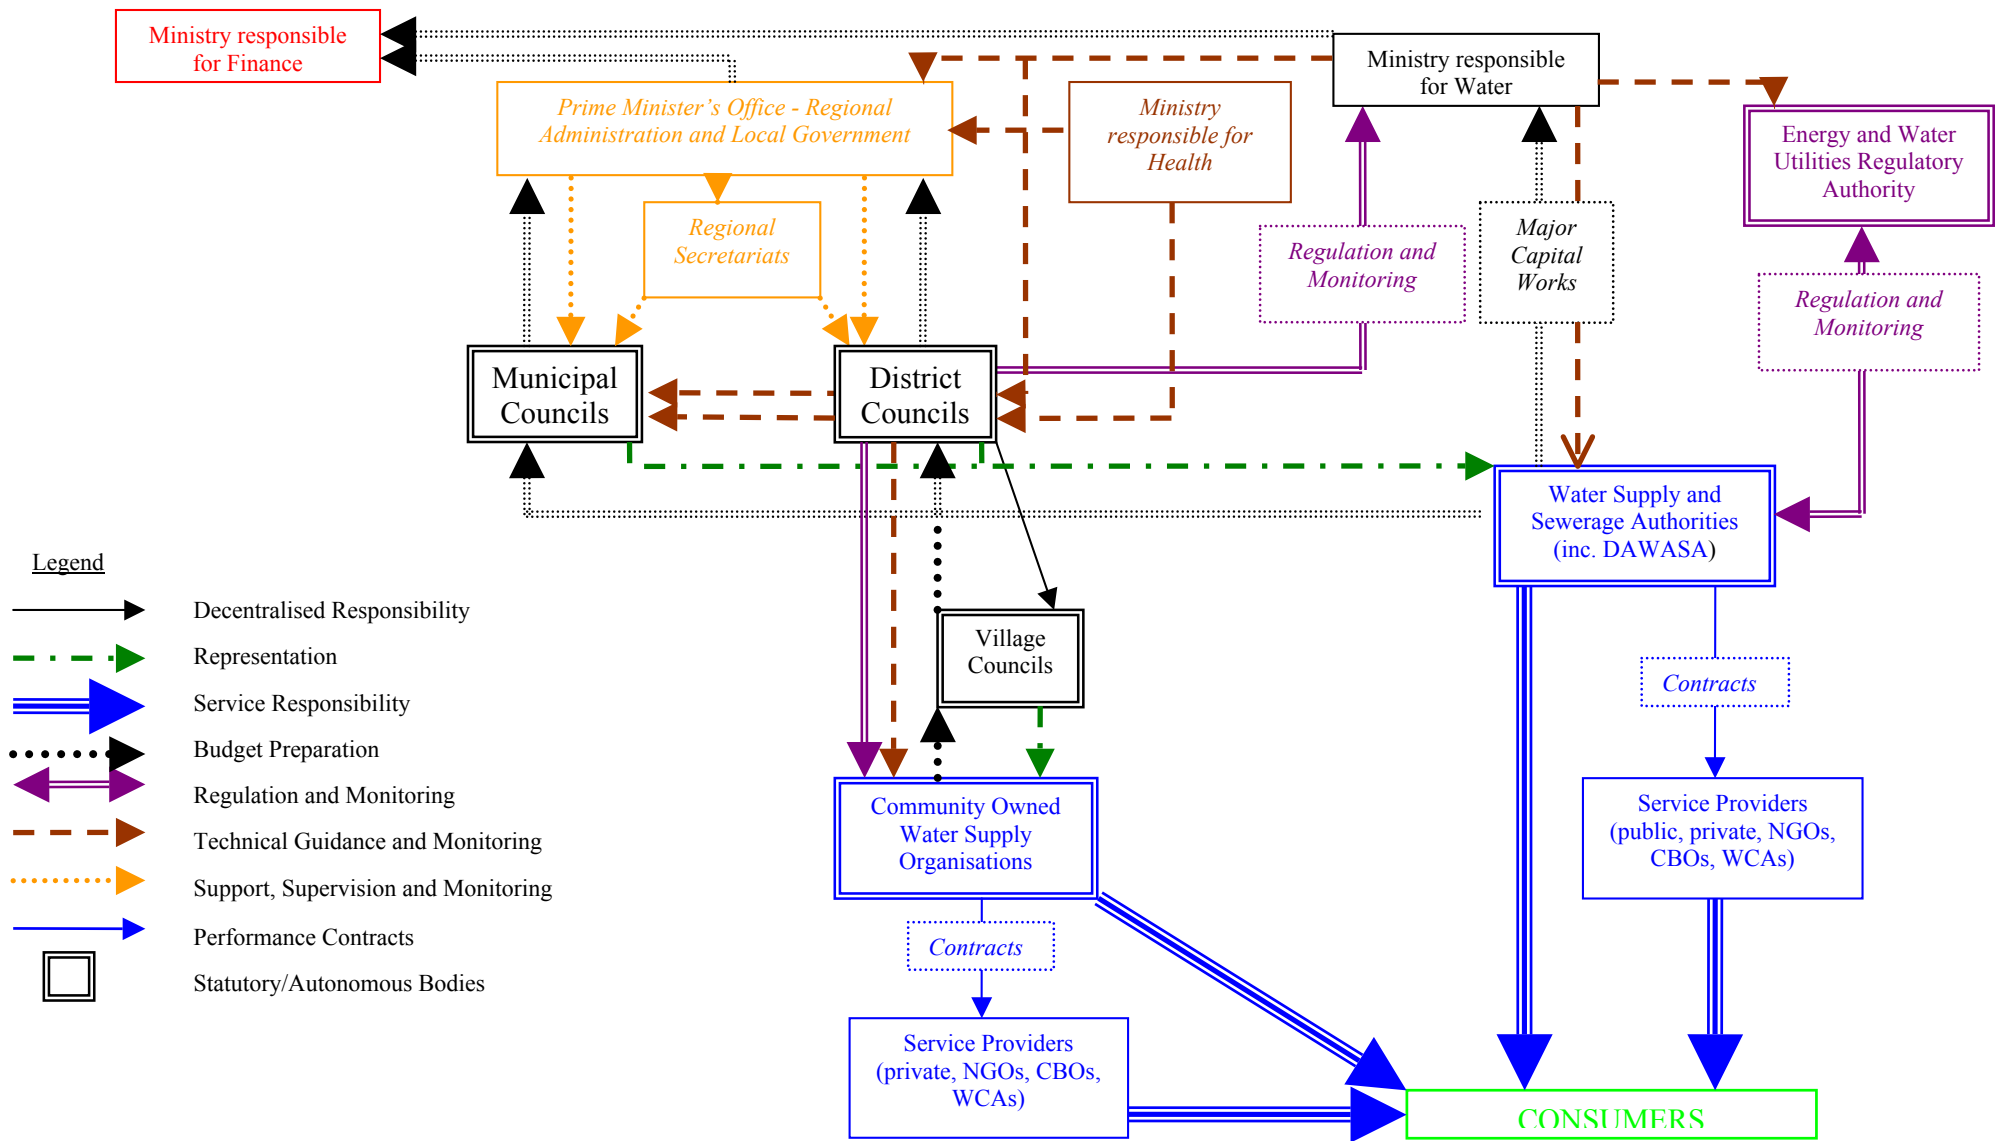 Ministry responsible
for Finance
Ministry responsible
for Water
Prime Minister’s Office - Regional
Administration and Local Government
Ministry
responsible for
Health
Energy and Water
Utilities Regulatory
Authority
Regional
Secretariats
Regulation and
Monitoring
Major
Capital
Works
Regulation and
Monitoring
Municipal
Councils
District
Councils
Water Supply and
Sewerage Authorities
(inc. DAWASA)
Legend
Decentralised Responsibility
Representation
Service Responsibility
Budget Preparation
Regulation and Monitoring
Technical Guidance and Monitoring
Support, Supervision and Monitoring
Performance Contracts
Statutory/Autonomous Bodies
Village
Councils
Contracts
Community Owned
Water Supply
Organisations
Service Providers
(public, private, NGOs,
CBOs, WCAs)
Contracts
Service Providers
(private, NGOs, CBOs,
WCAs)
CONSUMERS